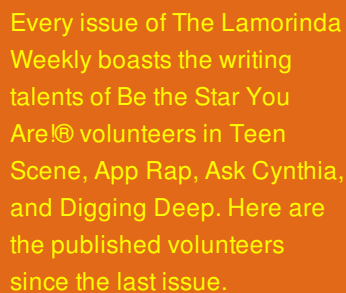 Every issue of The Lamorinda
Weekly boasts the writing
talents of Be the Star You
Are!® volunteers in Teen
Scene, App Rap, Ask Cynthia,
and Digging Deep. Here are
the published volunteers
since the last issue.